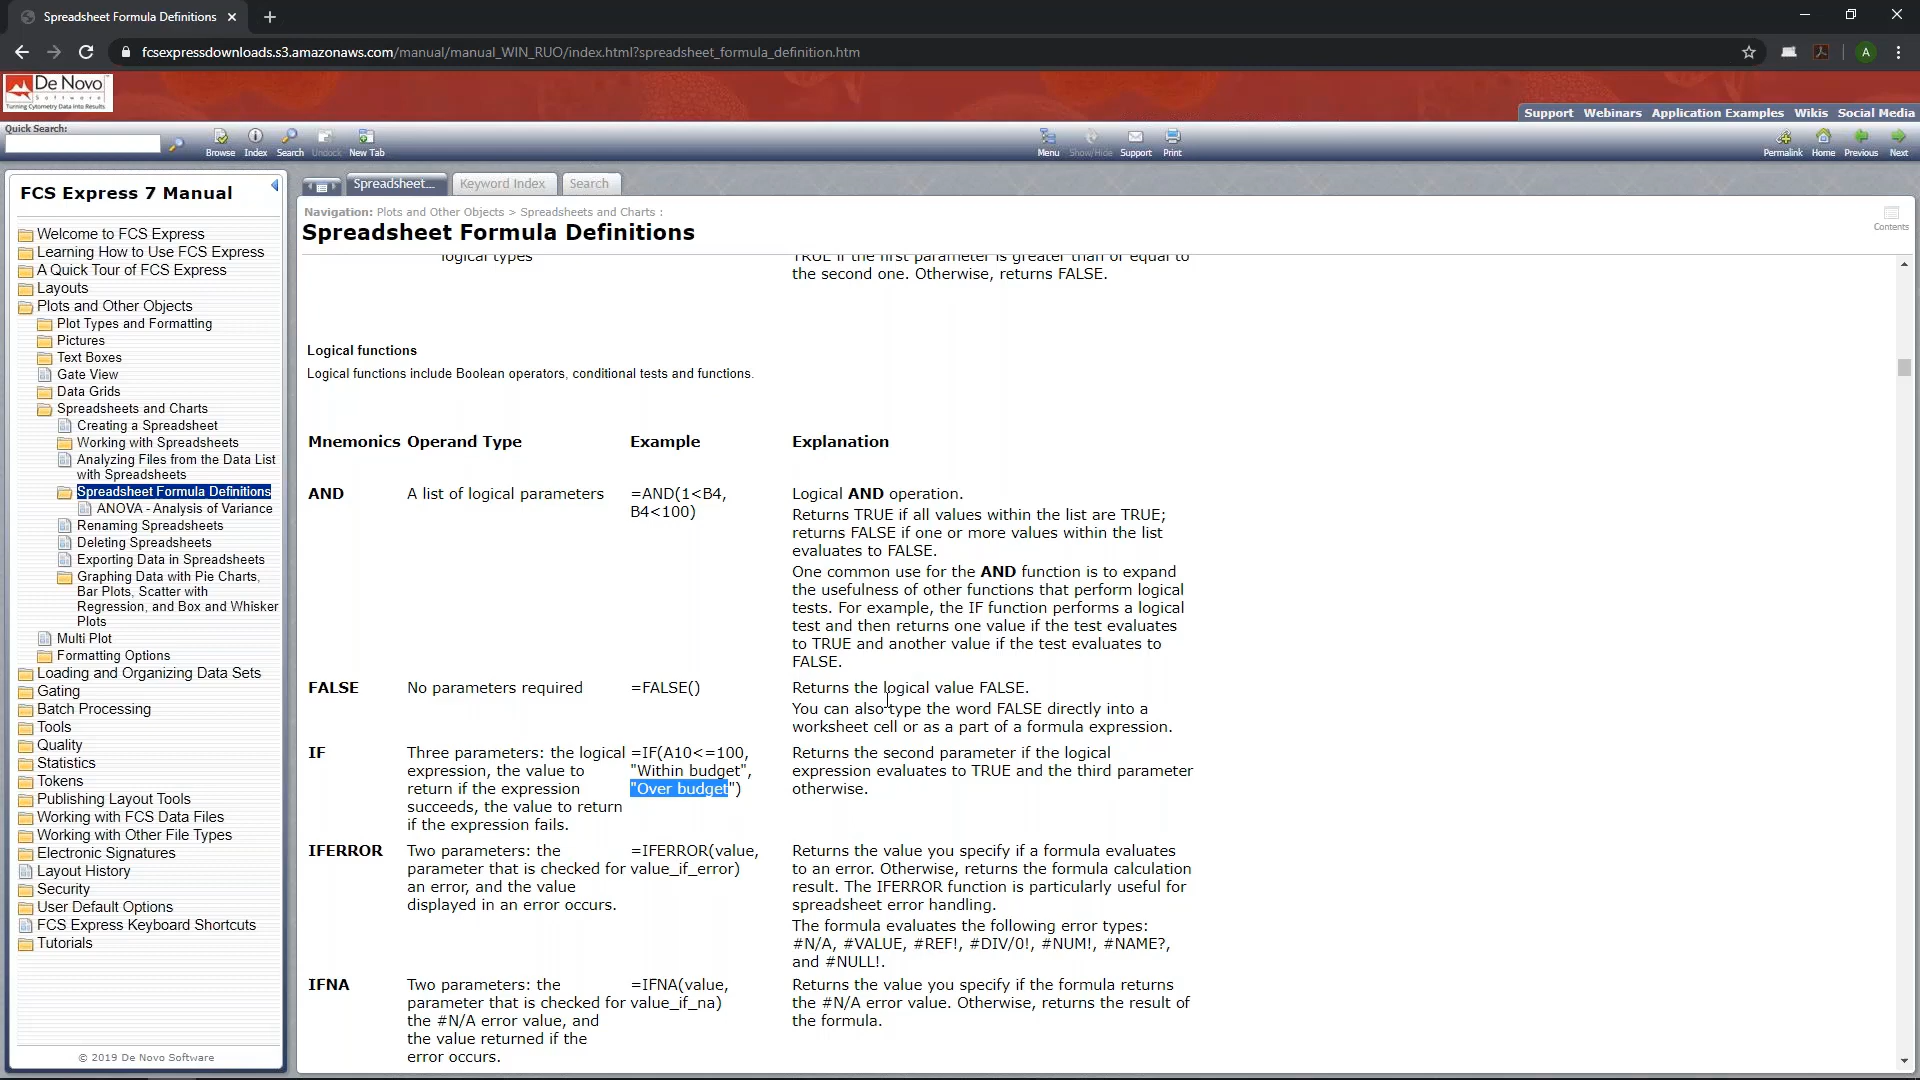 Spreadsheet Formula Definitions
fcsexpressdownloads.s3.amazonaws.com/manual/manual_WIN_RUO/index.html?spreadsheet_formula_definition.htm
A
De Novo
Software
Turning Cytometry Data into Results
Support Webinars Application Examples Wikis Social Media
Quick Search:
Browse Index Search Undock New Tab
Menu Show/Hide Support Print
Permalink Home Previous Next
FCS Express 7 Manual
Welcome to FCS Express
Learning How to Use FCS Express
A Quick Tour of FCS Express
Layouts
Plots and Other Objects
Plot Types and Formatting
Pictures
Text Boxes
Gate View
Data Grids
Spreadsheets and Charts
Creating a Spreadsheet
Working with Spreadsheets
Analyzing Files from the Data List
with Spreadsheets
Spreadsheet Formula Definitions
ANOVA - Analysis of Variance
Renaming Spreadsheets
Deleting Spreadsheets
Exporting Data in Spreadsheets
Graphing Data with Pie Charts,
Bar Plots, Scatter with
Regression, and Box and Whisker
Plots
Multi Plot
Formatting Options
Loading and Organizing Data Sets
Gating
Batch Processing
Tools
Quality
Statistics
Tokens
Publishing Layout Tools
Working with FCS Data Files
Working with Other File Types
Electronic Signatures
Layout History
Security
User Default Options
FCS Express Keyboard Shortcuts
Tutorials
© 2019 De Novo Software
Spreadsheet... Keyword Index Search
Navigation: Plots and Other Objects > Spreadsheets and Charts :
Spreadsheet Formula Definitions
Contents
logical types
TRUE if the first parameter is greater than or equal to
the second one. Otherwise, returns FALSE.
Logical functions
Logical functions include Boolean operators, conditional tests and functions.
Mnemonics Operand Type Example Explanation
AND A list of logical parameters =AND(1<B4,
B4<100)
Logical AND operation.
Returns TRUE if all values within the list are TRUE;
returns FALSE if one or more values within the list
evaluates to FALSE.
One common use for the AND function is to expand
the usefulness of other functions that perform logical
tests. For example, the IF function performs a logical
test and then returns one value if the test evaluates
to TRUE and another value if the test evaluates to
FALSE.
FALSE No parameters required =FALSE() Returns the logical value FALSE.
You can also type the word FALSE directly into a
worksheet cell or as a part of a formula expression.
IF
Three parameters: the logical
expression, the value to
return if the expression
succeeds, the value to return
if the expression fails.
=IF(A10<=100,
"Within budget",
"Over budget")
Returns the second parameter if the logical
expression evaluates to TRUE and the third parameter
otherwise.
IFERROR
Two parameters: the
parameter that is checked for
an error, and the value
displayed in an error occurs.
=IFERROR(value,
value_if_error)
Returns the value you specify if a formula evaluates
to an error. Otherwise, returns the formula calculation
result. The IFERROR function is particularly useful for
spreadsheet error handling.
The formula evaluates the following error types:
#N/A, #VALUE, #REF!, #DIV/0!, #NUM!, #NAME?,
and #NULL!.
IFNA
Two parameters: the
parameter that is checked for
the #N/A error value, and
the value returned if the
error occurs.
=IFNA(value,
value_if_na)
Returns the value you specify if the formula returns
the #N/A error value. Otherwise, returns the result of
the formula.